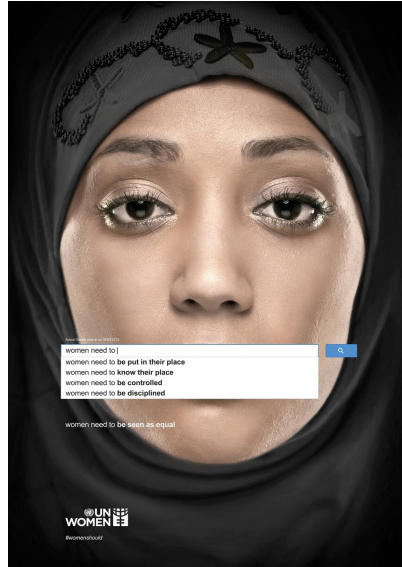 women need to
women need to be put in their place
women need to know their place
women need to be controlled
women need to be disciplined
women need to be seen as equal
UN
WOMEN
#womenshould